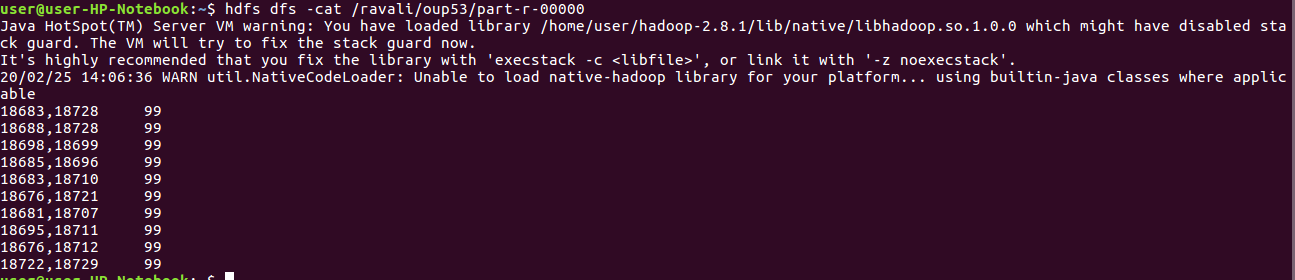 user@user-HP-Notebook:~$ hdfs dfs -cat /ravali/oup53/part-r-00000
Java HotSpot(TM) Server VM warning: You have loaded library /home/user/hadoop-2.8.1/lib/native/libhadoop.so.1.0.0 which might have disabled sta
ck guard. The VM will try to fix the stack guard now.
It's highly recommended that you fix the library with 'execstack -c <libfile>', or link it with '-z noexecstack'.
20/02/25 14:06:36 WARN util.NativeCodeLoader: Unable to load native-hadoop library for your platform... using builtin-java classes where applic
able
18683,18728     99
18688,18728     99
18698,18699     99
18685,18696     99
18683,18710     99
18676,18721     99
18681,18707     99
18695,18711     99
18676,18712     99
18722,18729     99
user@user-HP-Notebook:~$